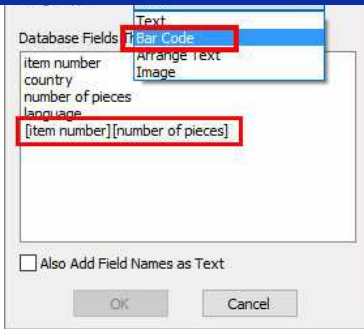 Text
Database Fields
Bar Code
Arrange Text
Image
item number
country
number of pieces
language
[item number][number of pieces]
Also Add Field Names as Text
OK
Cancel